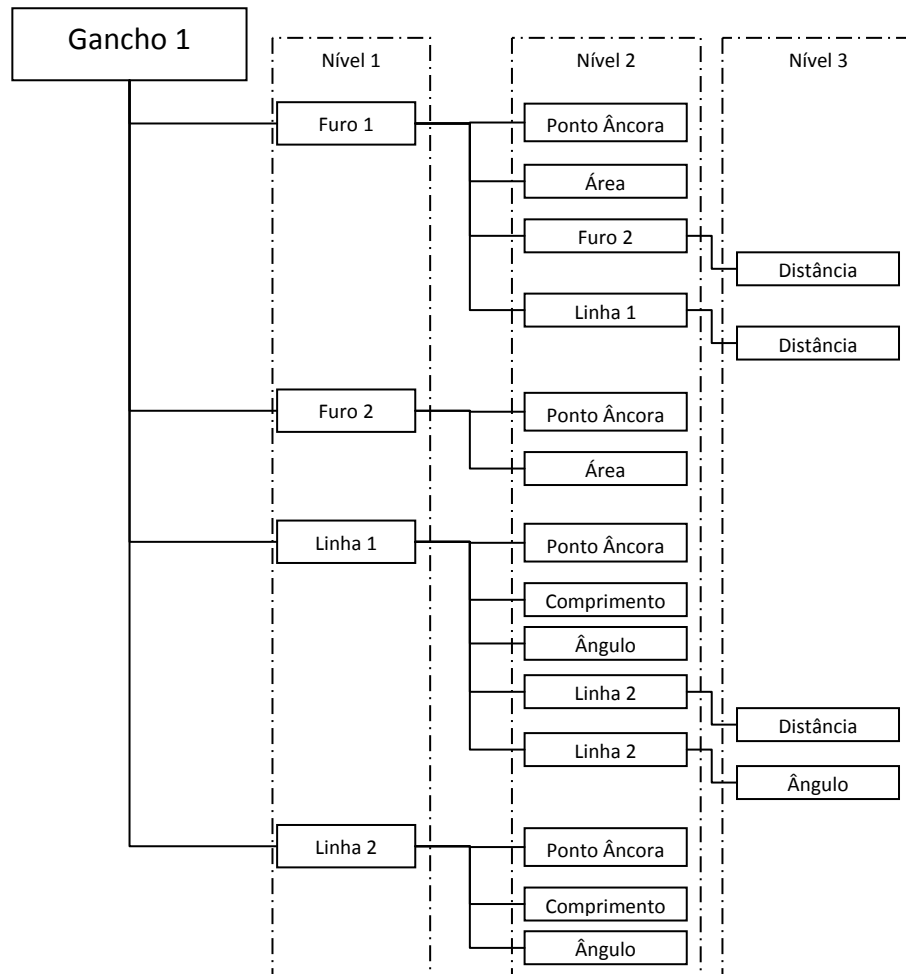 Gancho 1
Nível 1
Nível 2
Nível 3
Furo 1
Ponto Âncora
Área
Furo 2
Distância
Linha 1
Distância
Furo 2
Ponto Âncora
Área
Linha 1
Ponto Âncora
Comprimento
Ângulo
Linha 2
Distância
Linha 2
Ângulo
Linha 2
Ponto Âncora
Comprimento
Ângulo